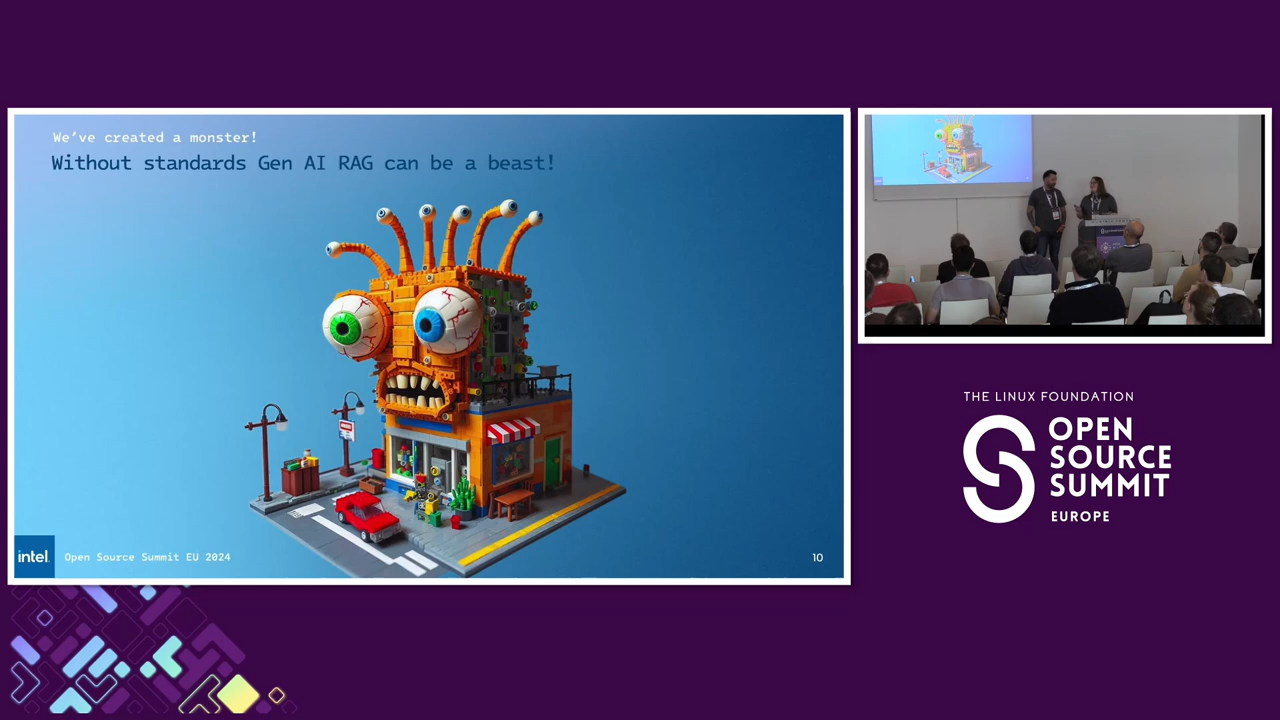 We've created a monster!
Without standards Gen AI RAG can be a beast!
intel.
Open Source Summit EU 2024
10
THE LINUX FOUNDATION
OPEN
SOURCE
SUMMIT
EUROPE